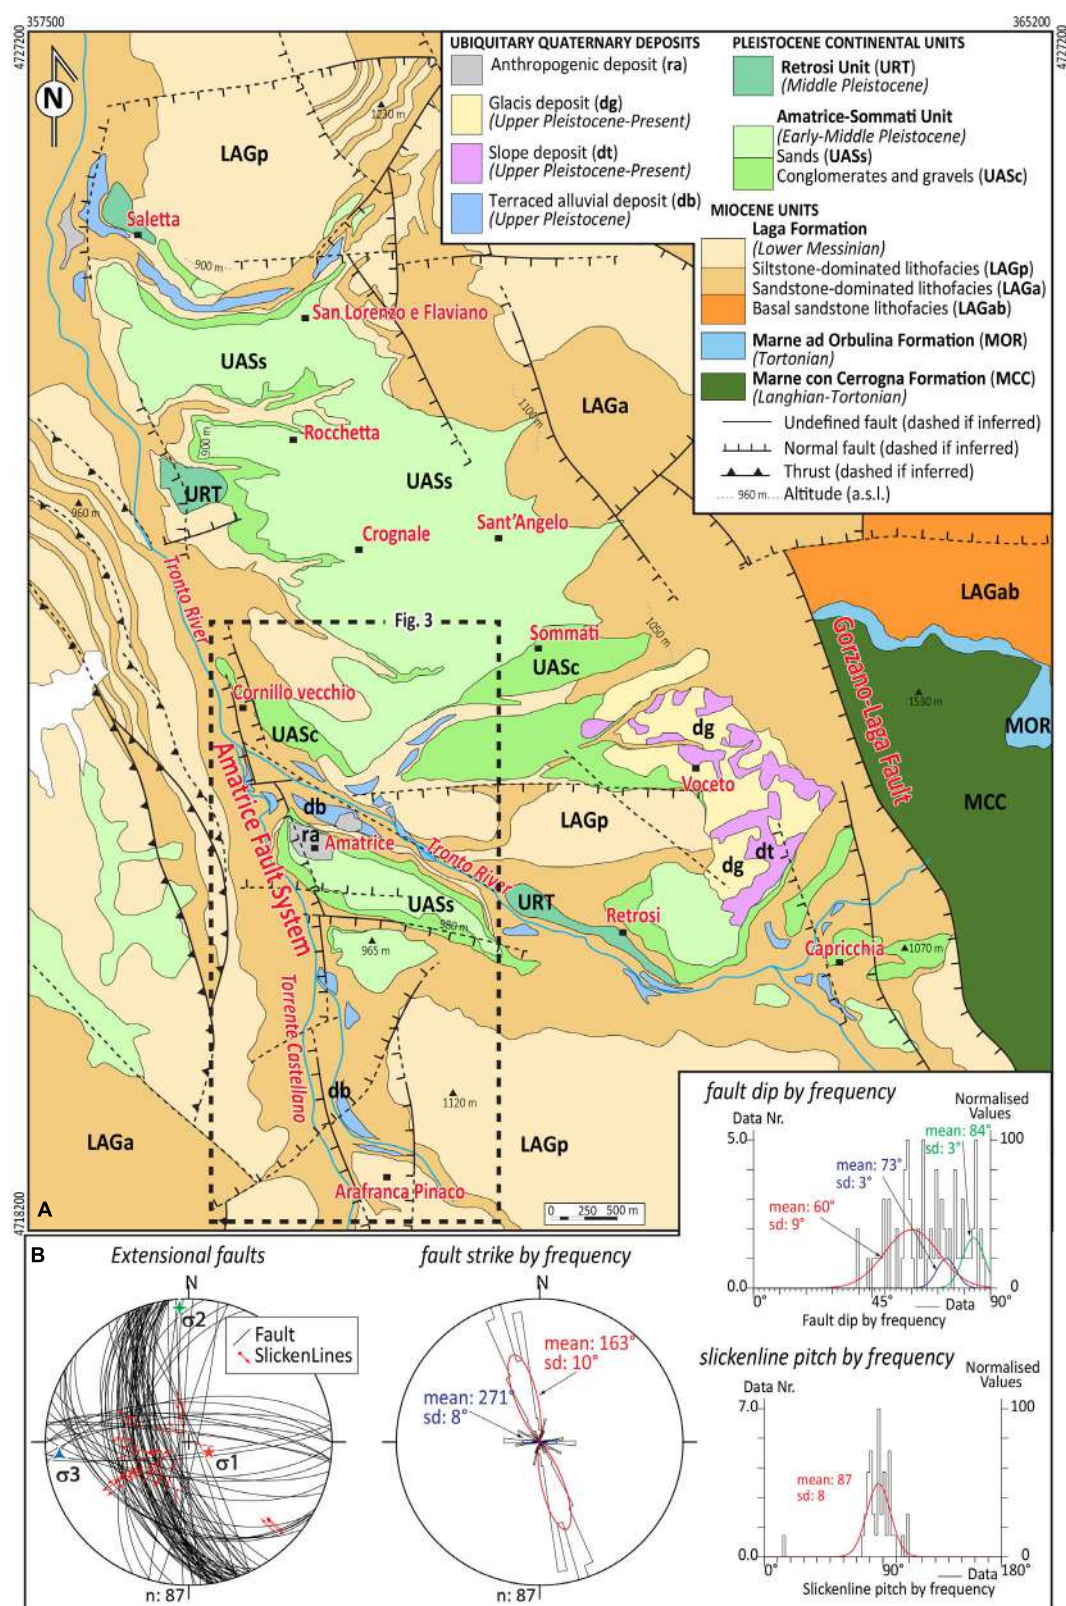 357500
365200
4727200
4727200
N
UBIQUITARY QUATERNARY DEPOSITS
Anthropogenic deposit (ra)
Glacis deposit (dg)
(Upper Pleistocene-Present)
Slope deposit (dt)
(Upper Pleistocene-Present)
Terraced alluvial deposit (db)
(Upper Pleistocene)
PLEISTOCENE CONTINENTAL UNITS
Retrosi Unit (URT)
(Middle Pleistocene)
Amatrice-Sommati Unit
(Early-Middle Pleistocene)
Sands (UASs)
Conglomerates and gravels (UASc)
MIOCENE UNITS
Laga Formation
(Lower Messinian)
Siltstone-dominated lithofacies (LAGp)
Sandstone-dominated lithofacies (LAGa)
Basal sandstone lithofacies (LAGab)
Marne ad Orbulina Formation (MOR)
(Tortonian)
Marne con Cerrogna Formation (MCC)
(Langhian-Tortonian)
Undefined fault (dashed if inferred)
Normal fault (dashed if inferred)
Thrust (dashed if inferred)
960 m
Altitude (a.s.l.)
1230 m
LAGp
Saletta
900 m
San Lorenzo e Flaviano
UASs
1100 m
LAGa
Rocchetta
900 m
UASs
URT
960 m
Sant'Angelo
Crognale
Tronto River
LAGab
Fig. 3
Sommati
1050 m
UASc
Gorzano-Laga Fault
Cornillo vecchio
1530 m
UASc
dg
MOR
Voceto
Amatrice Fault System
db
LAGp
MCC
ra
Amatrice
Tronto River
dt
dg
UASs
URT
980 m
Retrosi
965 m
Capricchia
1070 m
Torrente Castellano
db
1120 m
LAGa
LAGp
Arafranca Pinaco
0 250 500 m
A
4718200
fault dip by frequency
Data Nr.
Normalised
Values
mean: 84°
sd: 3°
5.0
100
mean: 73°
sd: 3°
mean: 60°
sd: 9°
0.0
0
0°
45°
90°
Data
Fault dip by frequency
B
Extensional faults
N
σ2
Fault
SlickenLines
σ1
σ3
n: 87
fault strike by frequency
N
mean: 163°
sd: 10°
mean: 271°
sd: 8°
n: 87
slickenline pitch by frequency
Data Nr.
Normalised
Values
7.0
100
mean: 87
sd: 8
0.0
0
0°
90°
180°
Data
Slickenline pitch by frequency